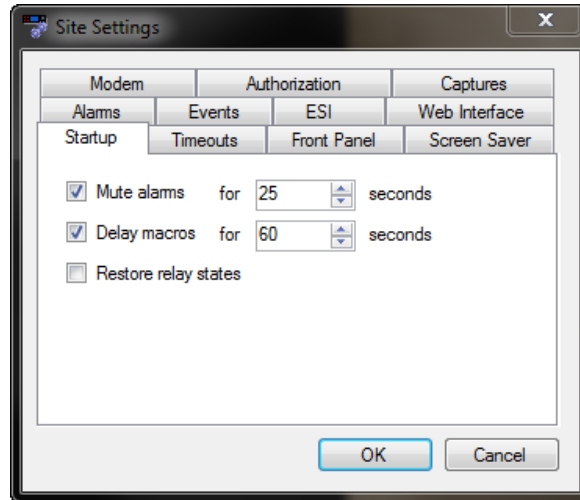 Site Settings
Modem Authorization Captures
Alarms Events ESI Web Interface
Startup Timeouts Front Panel Screen Saver
Mute alarms for 25 seconds
Delay macros for 60 seconds
Restore relay states
OK Cancel